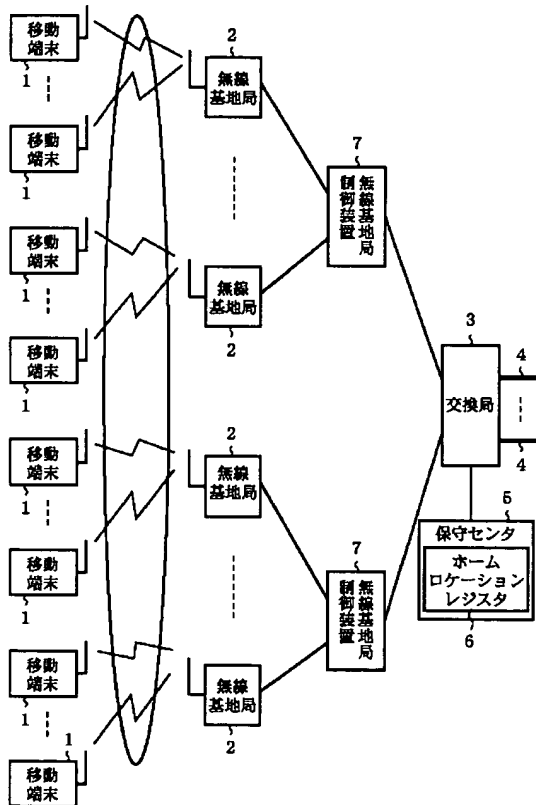 移動
端末
1
移動
端末
1
移動
端末
1
移動
端末
1
移動
端末
1
移動
端末
1
移動
端末
1
1
移動
端末
2
無線
基地局
無線
基地局
2
2
無線
基地局
無線
基地局
2
7
無線基地局
制御装置
7
無線基地局
制御装置
3
交換局
4
4
5
保守センタ
ホーム
ロケーション
レジスタ
6